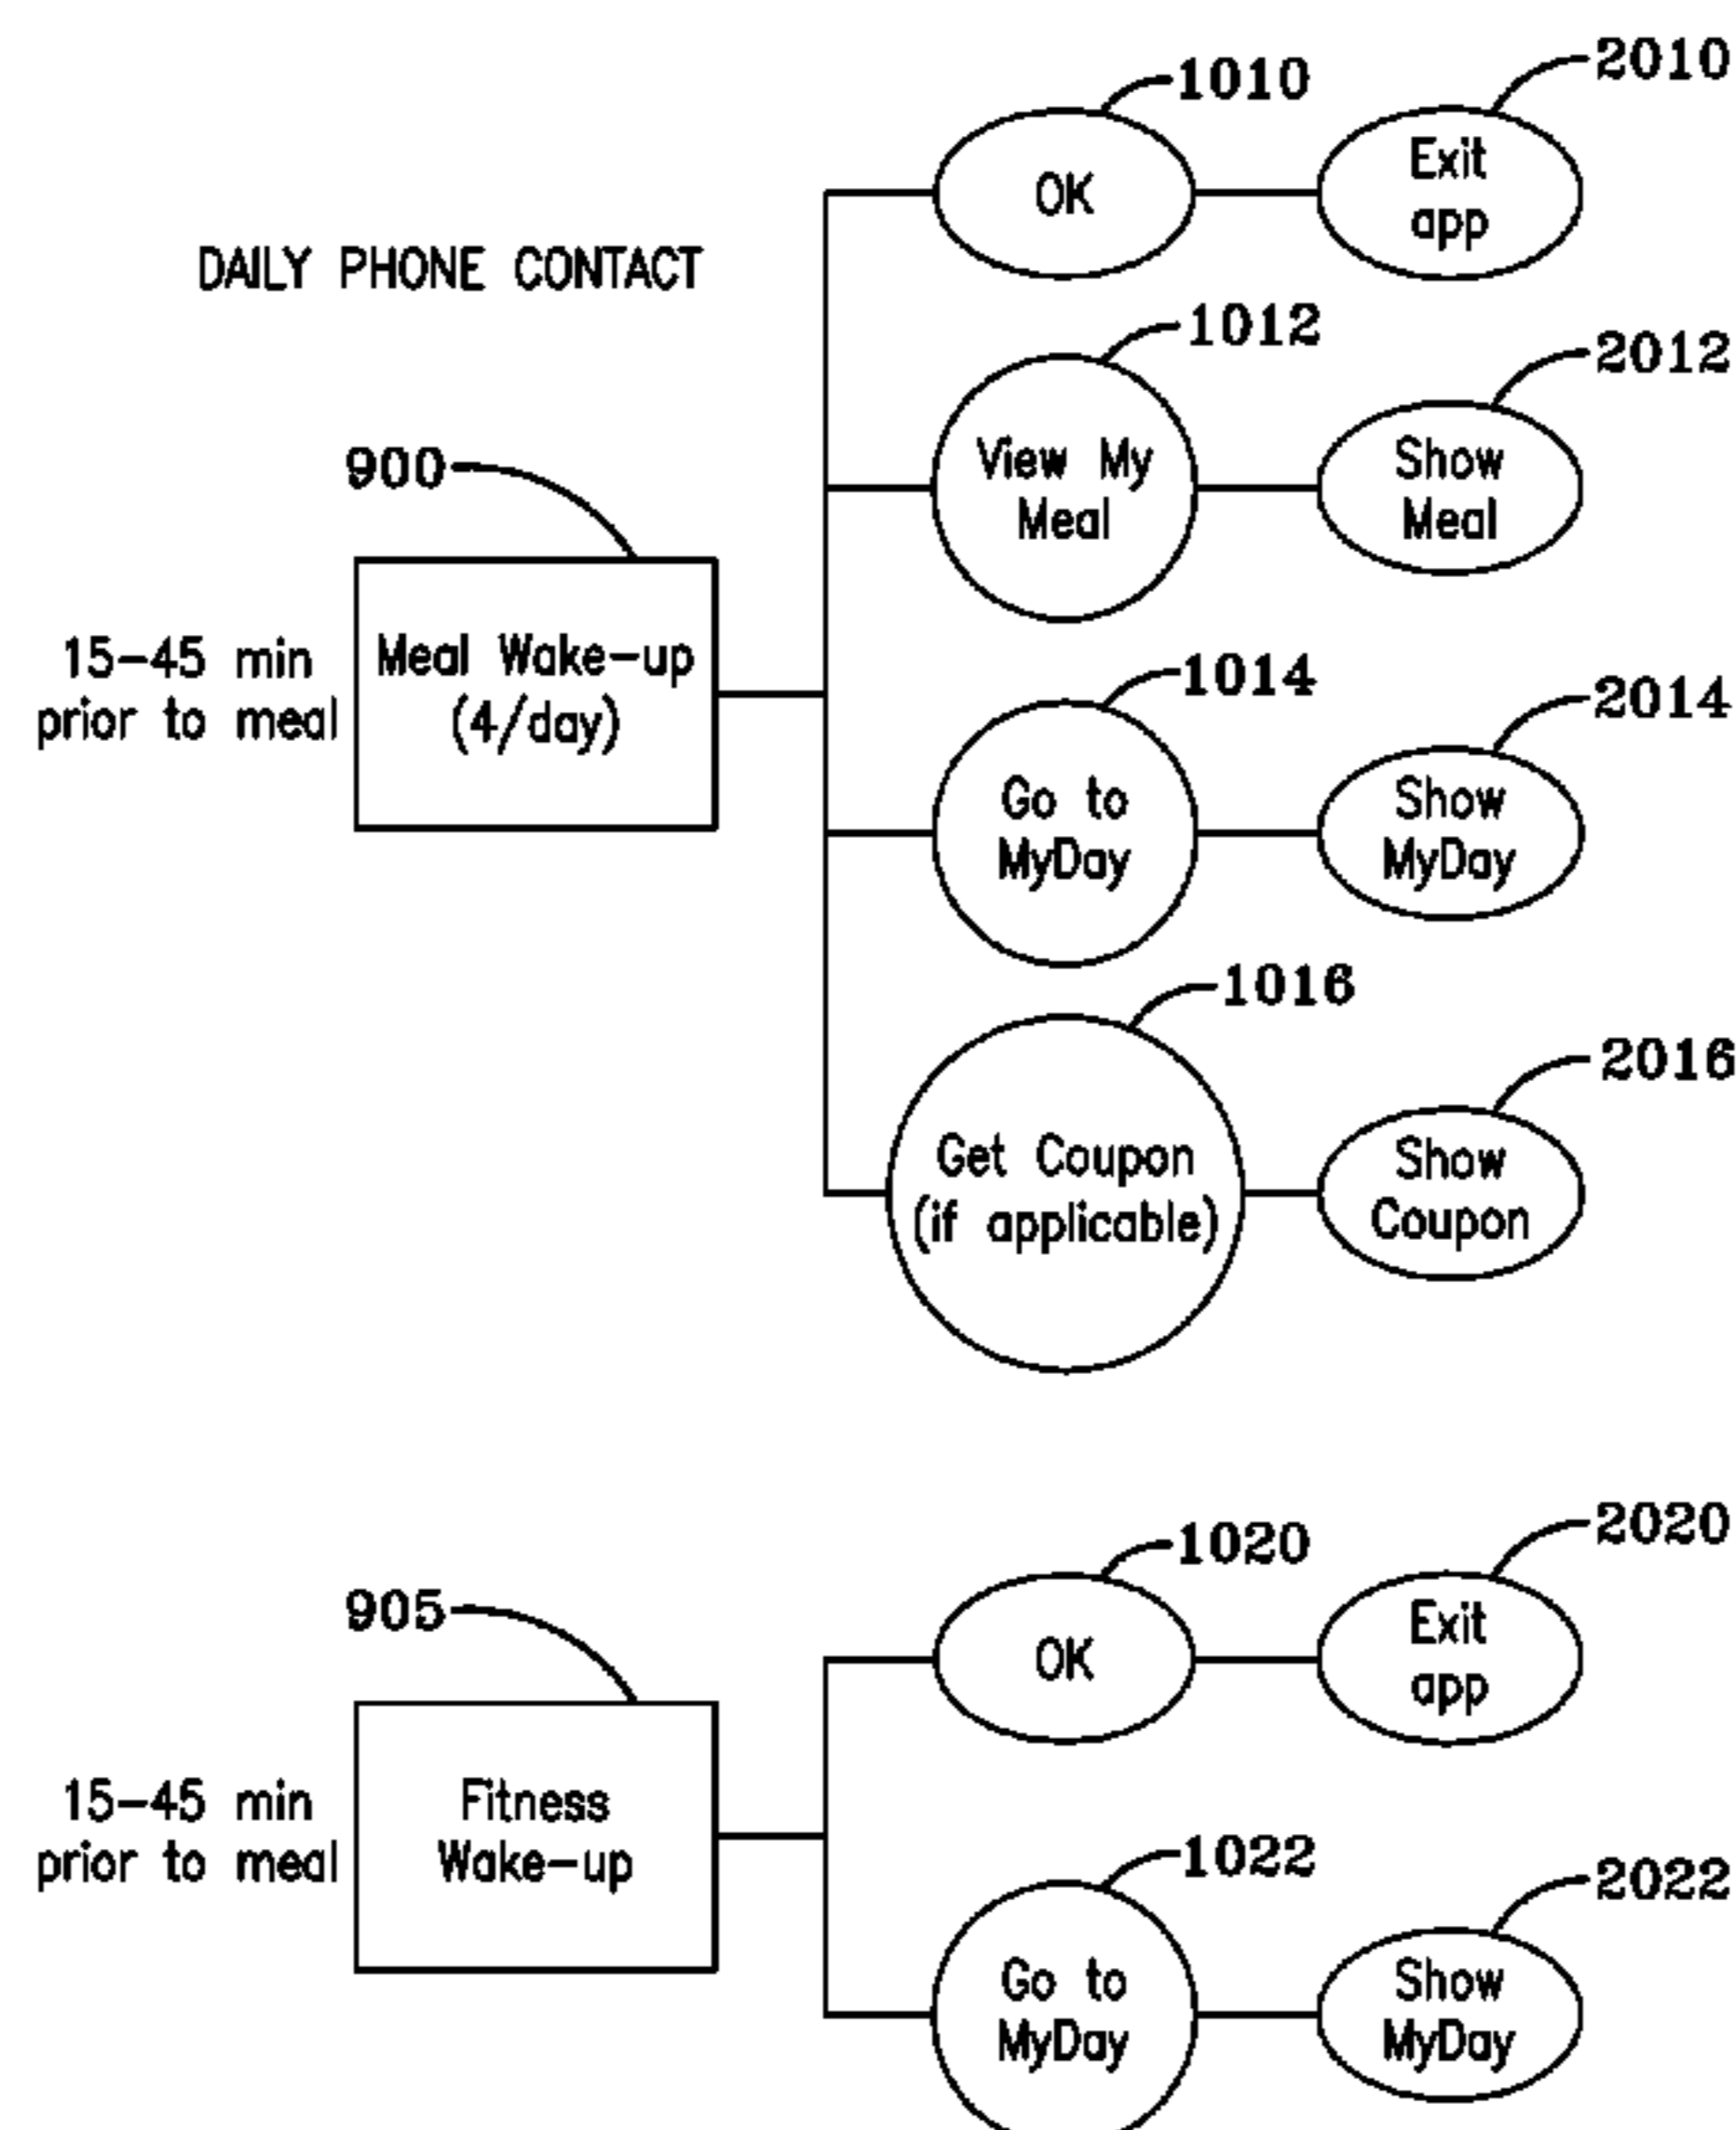 1010
2010
OK
Exit
app
DAILY PHONE CONTACT
1012
2012
View My
Meal
Show
Meal
900
15-45 min
prior to meal
Meal Wake-up
(4/day)
1014
2014
Go to
MyDay
Show
MyDay
1016
2016
Get Coupon
(if applicable)
Show
Coupon
1020
2020
OK
Exit
app
905
15-45 min
prior to meal
Fitness
Wake-up
1022
2022
Go to
MyDay
Show
MyDay